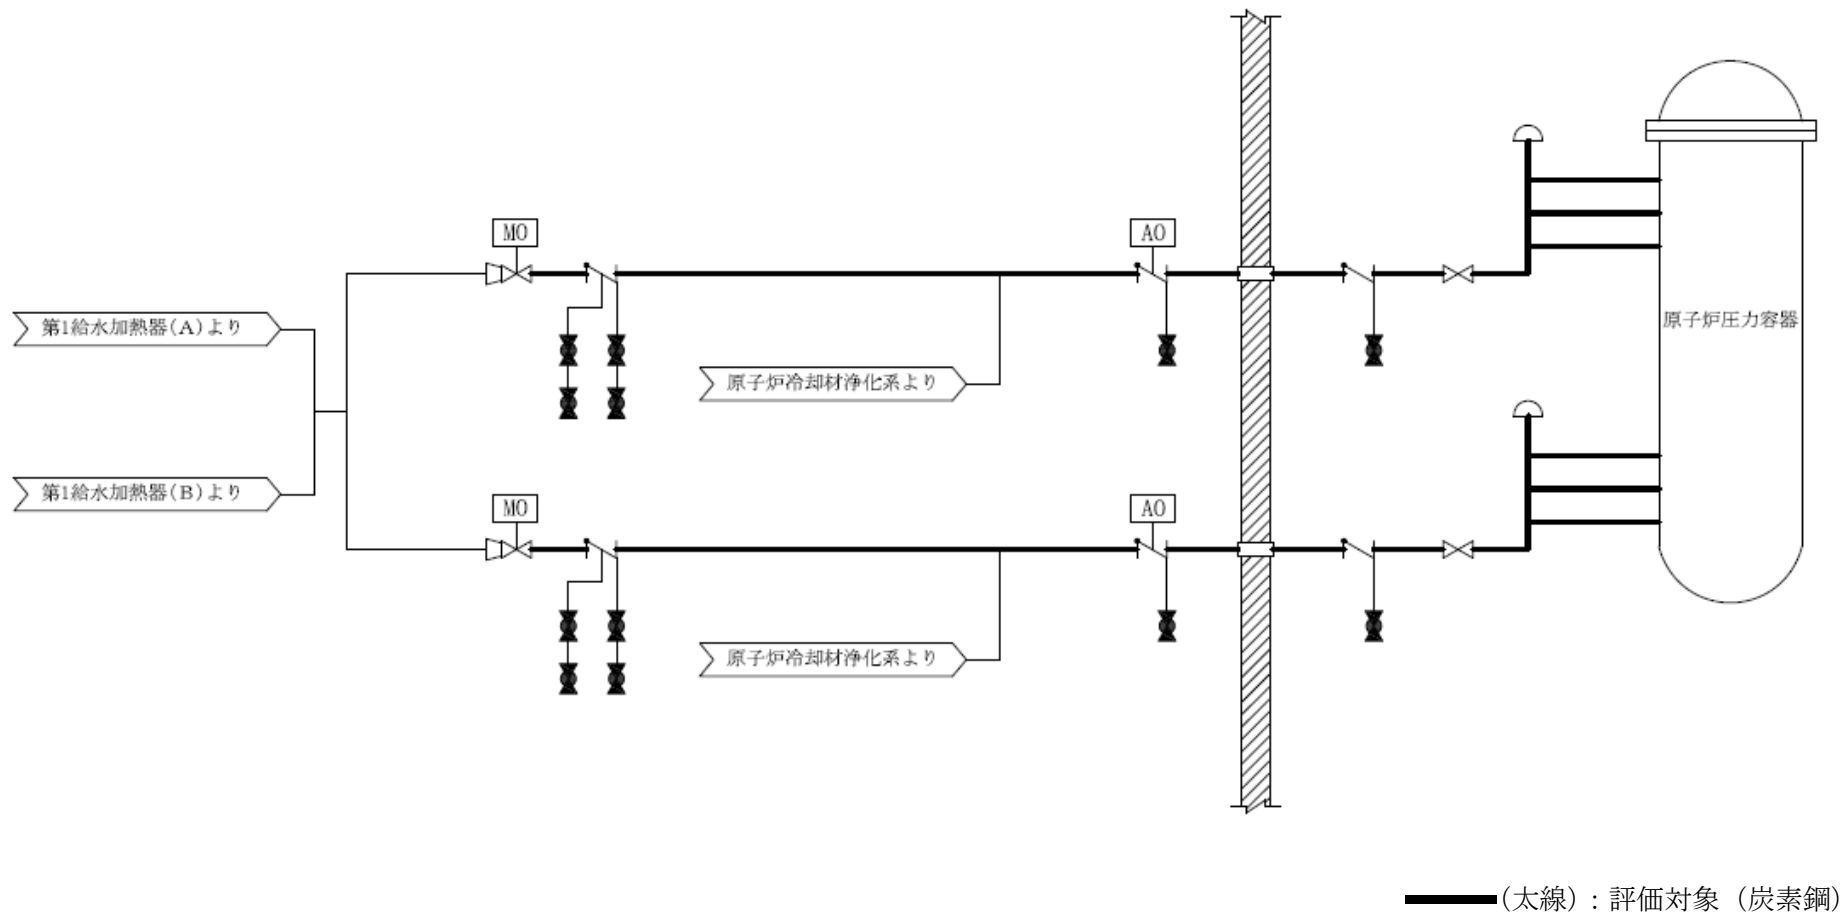 MO
AO
第1給水加熱器(A)より
原子炉圧力容器
原子炉冷却材浄化系より
第1給水加熱器(B)より
MO
AO
原子炉冷却材浄化系より
(太線)：評価対象（炭素鋼）